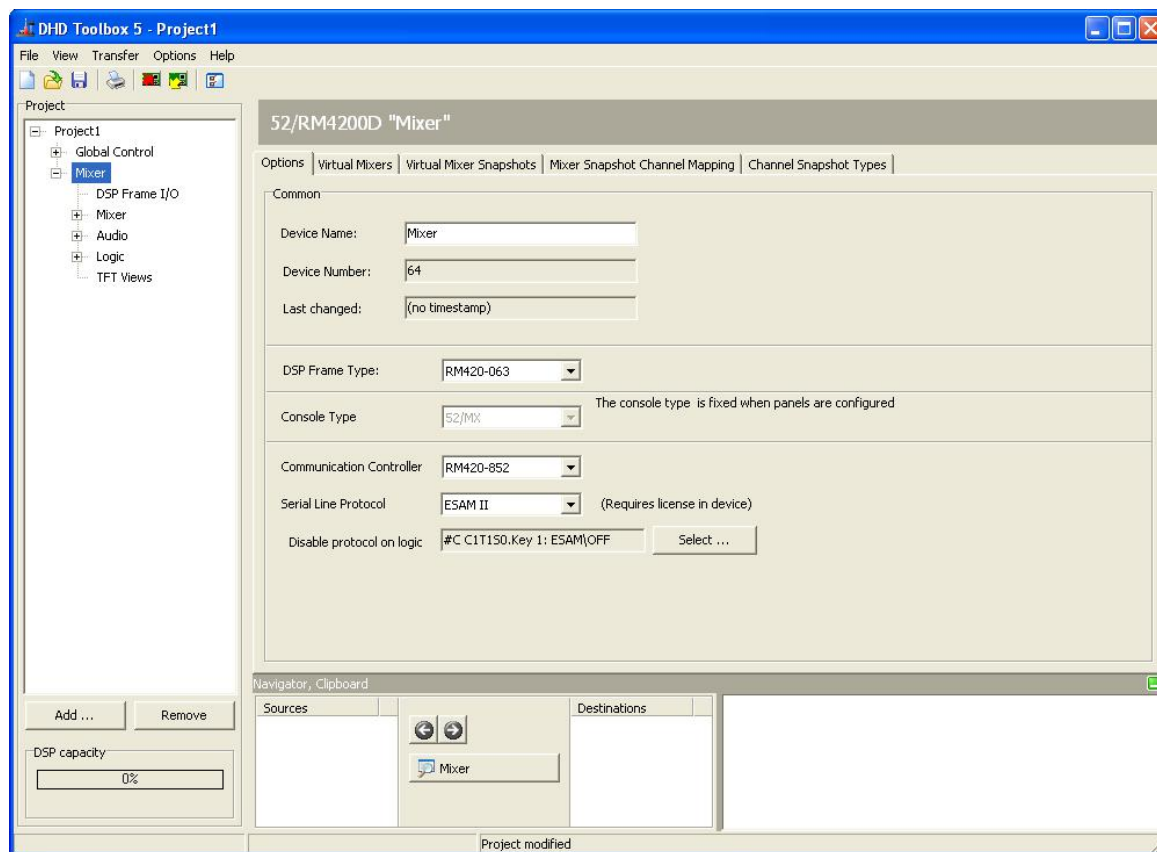 DHD Toolbox 5 - Project1
File View Transfer Options Help
Project
Project1
Global Control
Mixer
DSP Frame I/O
Mixer
Audio
Logic
TFT Views
Add ...
Remove
DSP capacity
0%
52/RM4200D "Mixer"
Options
Virtual Mixers
Virtual Mixer Snapshots
Mixer Snapshot Channel Mapping
Channel Snapshot Types
Common
Device Name: Mixer
Device Number: 64
Last changed: (no timestamp)
DSP Frame Type: RM420-063
Console Type 52/MX The console type is fixed when panels are configured
Communication Controller RM420-852
Serial Line Protocol ESAM II (Requires license in device)
Disable protocol on logic #C C1T1S0.Key 1: ESAM\OFF Select ...
Navigator, Clipboard
Sources
Mixer
Destinations
Project modified